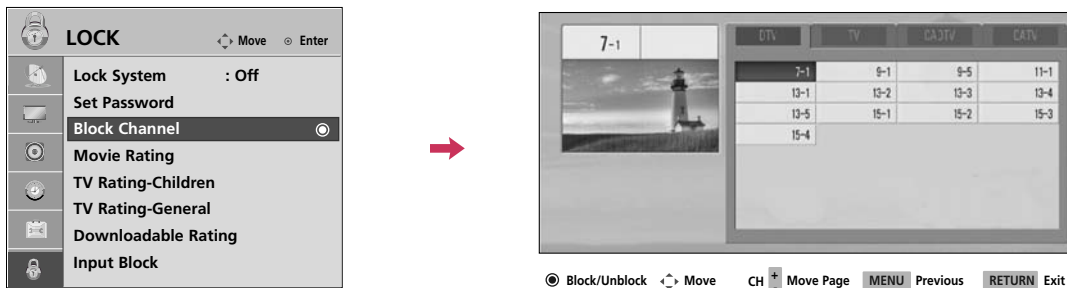 LOCK Move Enter
Lock System : Off
Set Password
Block Channel
Movie Rating
TV Rating-Children
TV Rating-General
Downloadable Rating
Input Block
7-1
DTV TV CADTV CATV
7-1 9-1 9-5 11-1
13-1 13-2 13-3 13-4
13-5 15-1 15-2 15-3
15-4
Block/Unblock Move CH + Move Page MENU Previous RETURN Exit